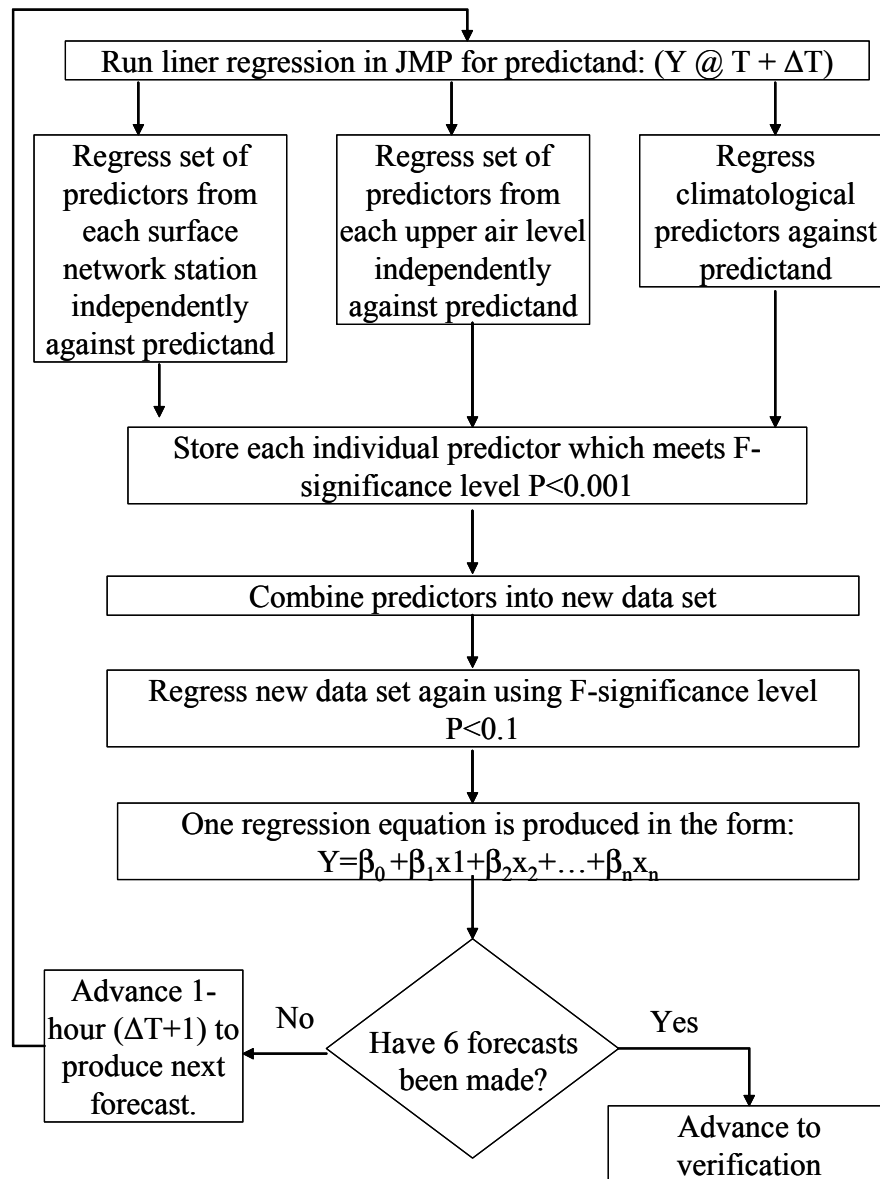 Run liner regression in JMP for predictand: (Y @ T + ΔT)
Regress set of
predictors from
each surface
network station
independently
against predictand
Regress set of
predictors from
each upper air level
independently
against predictand
Regress
climatological
predictors against
predictand
Store each individual predictor which meets F-
significance level P<0.001
Combine predictors into new data set
Regress new data set again using F-significance level
P<0.1
One regression equation is produced in the form:
Y=β₀+β₁x1+β₂x₂+…+βₙxₙ
Have 6 forecasts
been made?
No
Advance 1-
hour (ΔT+1) to
produce next
forecast.
Yes
Advance to
verification